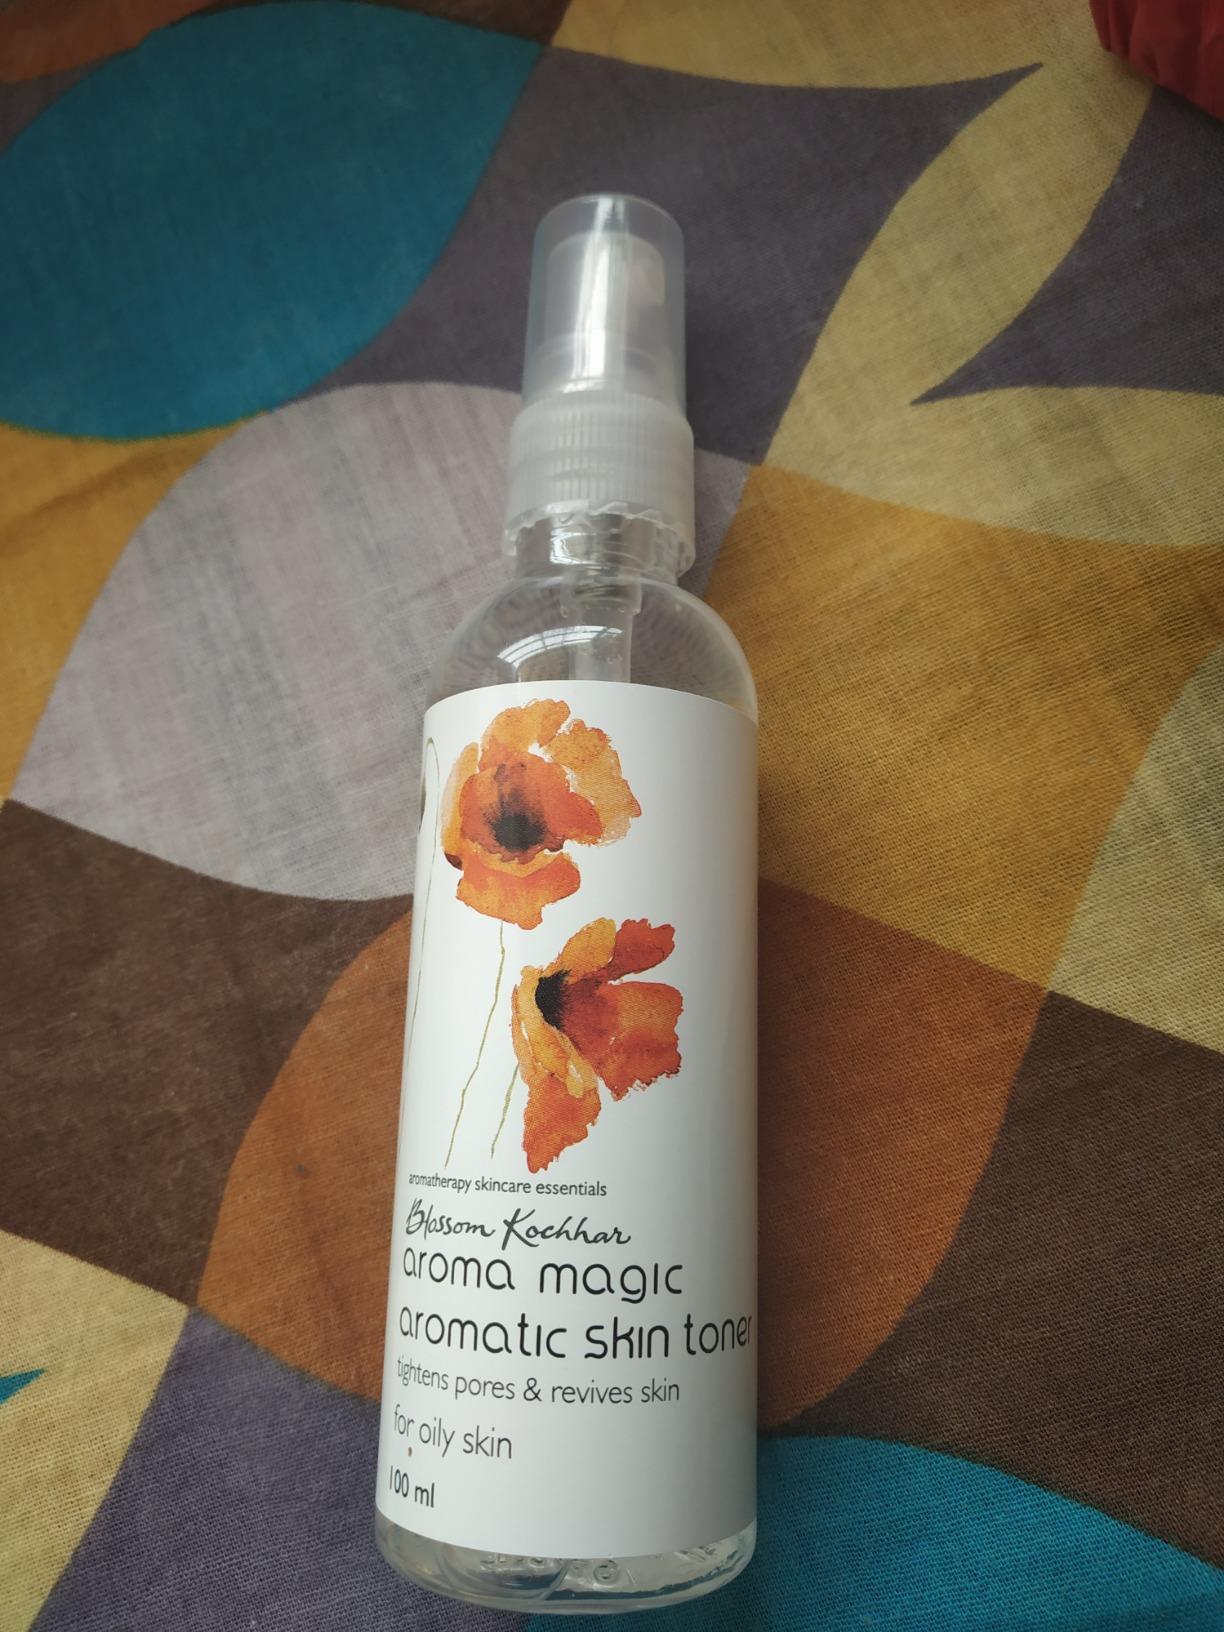 aromatherapy skincare essentials
Blossom Kochhar
aroma magic
aromatic skin toner
tightens pores & revives skin
for oily skin
100 ml